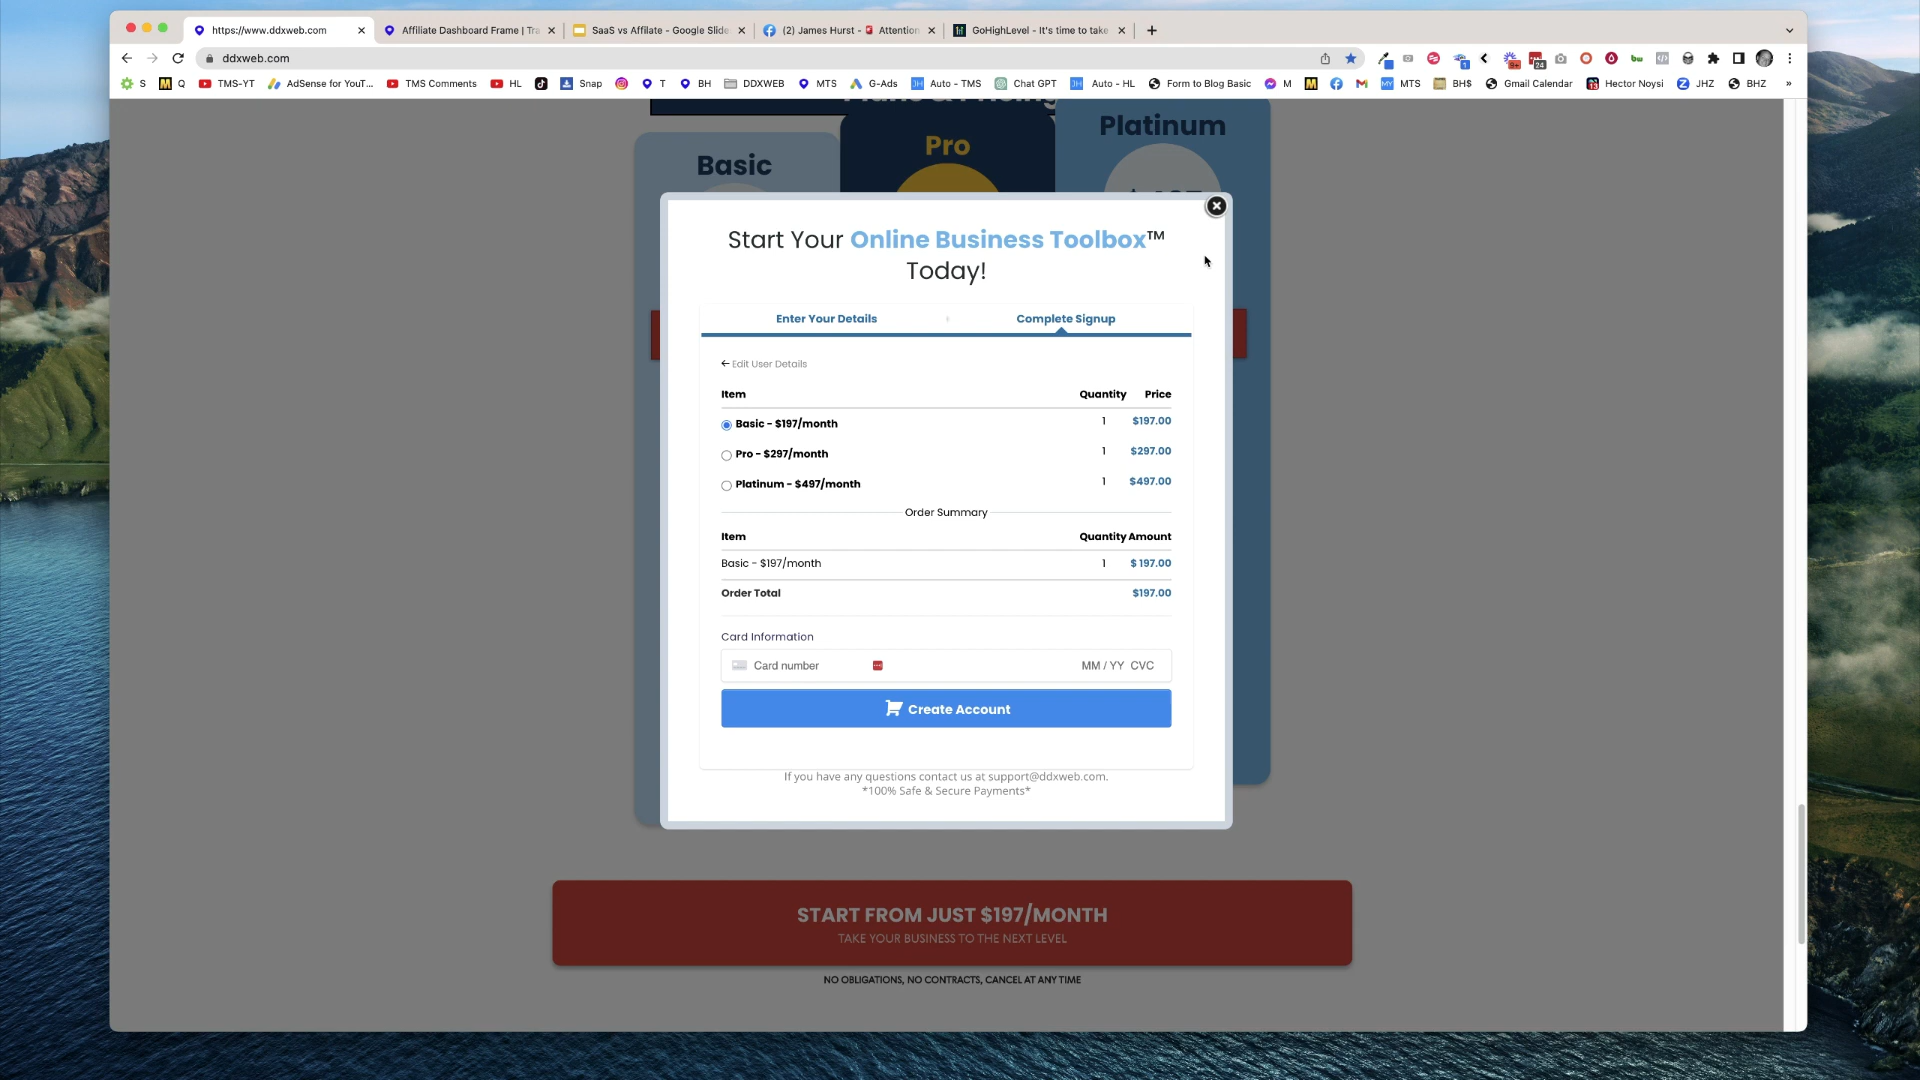 https://www.ddxweb.com
Affiliate Dashboard Frame | Tra
SaaS vs Affilate - Google Slide
(2) James Hurst - Attention
GoHighLevel - It's time to take
ddxweb.com
S
Q
TMS-YT
AdSense for YouT...
TMS Comments
HL
Snap
T
BH
DDXWEB
MTS
G-Ads
Auto - TMS
Chat GPT
Auto - HL
Form to Blog Basic
M
MTS
BH$
Gmail Calendar
Hector Noysi
JHZ
BHZ
»
Plans & Pricing
Basic
Pro
Platinum
Start Your Online Business Toolbox™
Today!
Enter Your Details
Complete Signup
Edit User Details
Item Quantity Price
Basic - $197/month 1 $197.00
Pro - $297/month 1 $297.00
Platinum - $497/month 1 $497.00
Order Summary
Item Quantity Amount
Basic - $197/month 1 $ 197.00
Order Total $197.00
Card Information
Card number MM / YY CVC
Create Account
If you have any questions contact us at support@ddxweb.com.
*100% Safe & Secure Payments*
START FROM JUST $197/MONTH
TAKE YOUR BUSINESS TO THE NEXT LEVEL
NO OBLIGATIONS, NO CONTRACTS, CANCEL AT ANY TIME